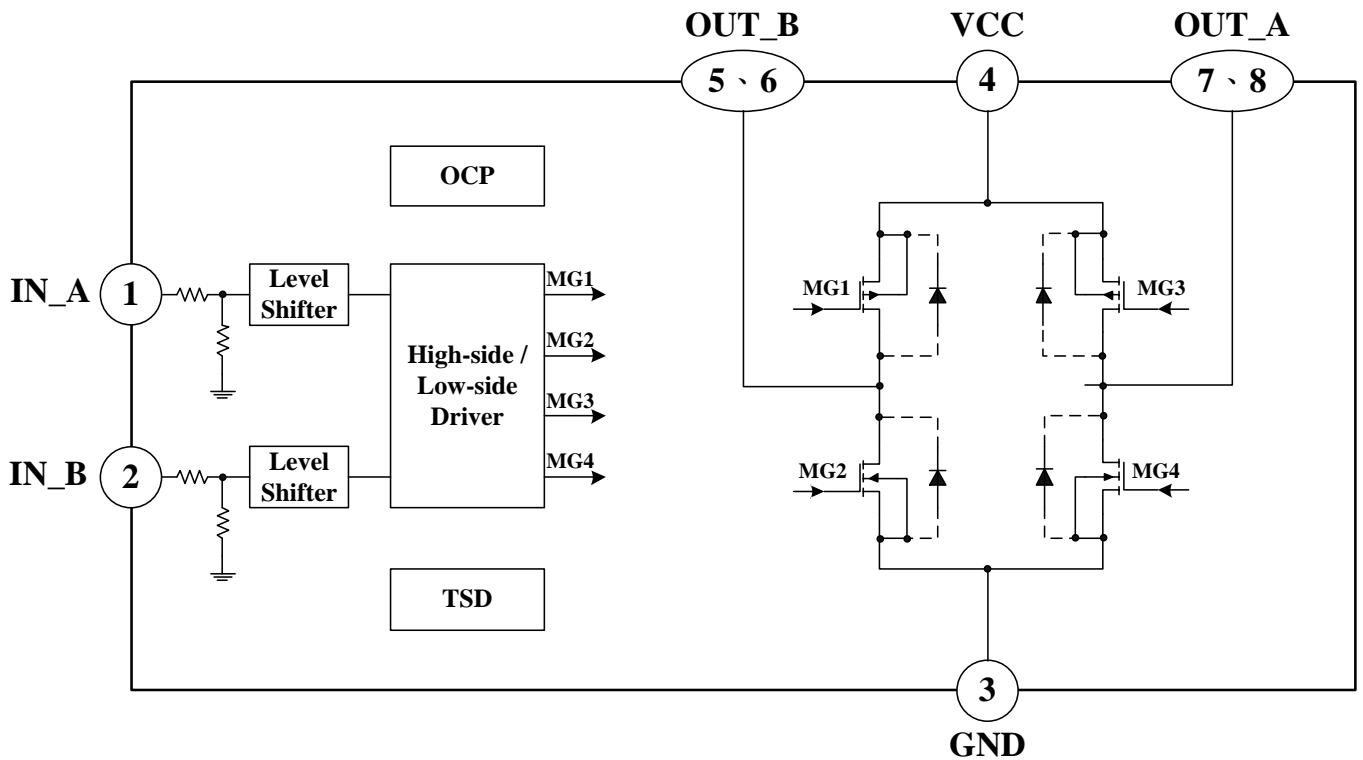 OUT_B
VCC
OUT_A
5、6
4
7、8
OCP
IN_A
1
Level
Shifter
MG1
MG2
MG3
MG4
High-side /
Low-side
Driver
IN_B
2
Level
Shifter
TSD
MG1
MG3
MG2
MG4
3
GND